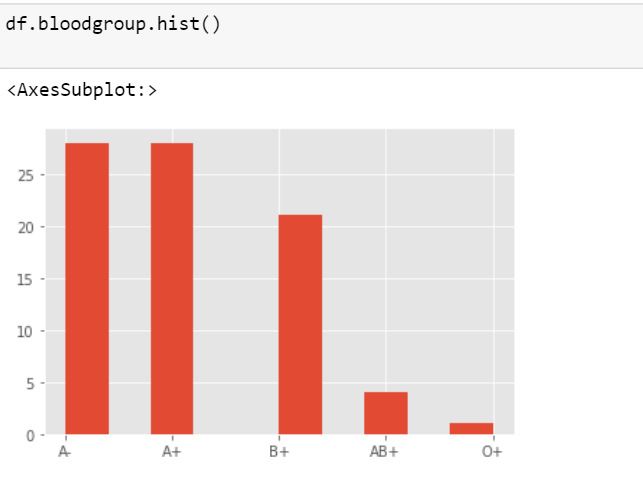 df.bloodgroup.hist()
<AxesSubplot:>
25
20
15
10
5
0
A- A+ B+ AB+ O+